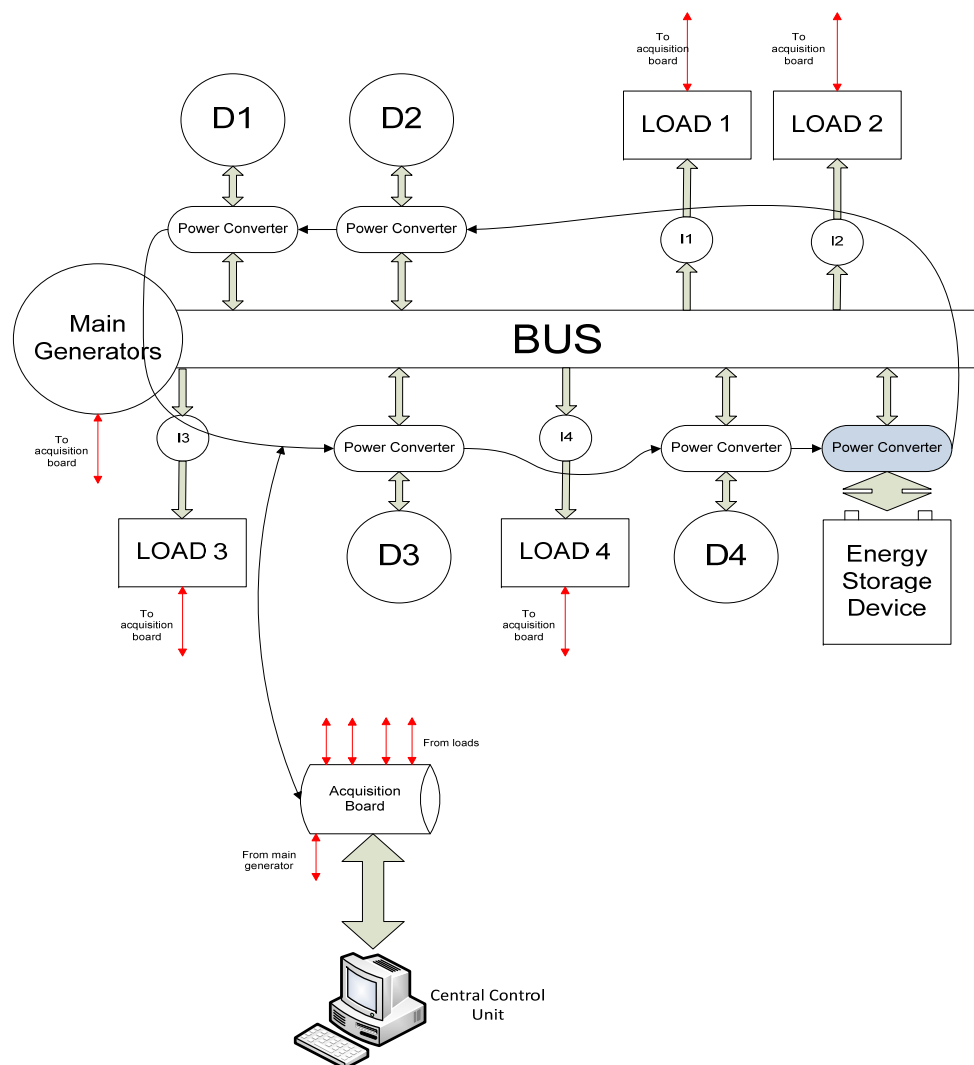 To
acquisition
board
To
acquisition
board
D1
D2
LOAD 1
LOAD 2
Power Converter
Power Converter
I1
I2
Main
Generators
BUS
To
acquisition
board
I3
Power Converter
I4
Power Converter
Power Converter
LOAD 3
D3
LOAD 4
D4
Energy
Storage
Device
To
acquisition
board
To
acquisition
board
From loads
Acquisition
Board
From main
generator
Central Control
Unit